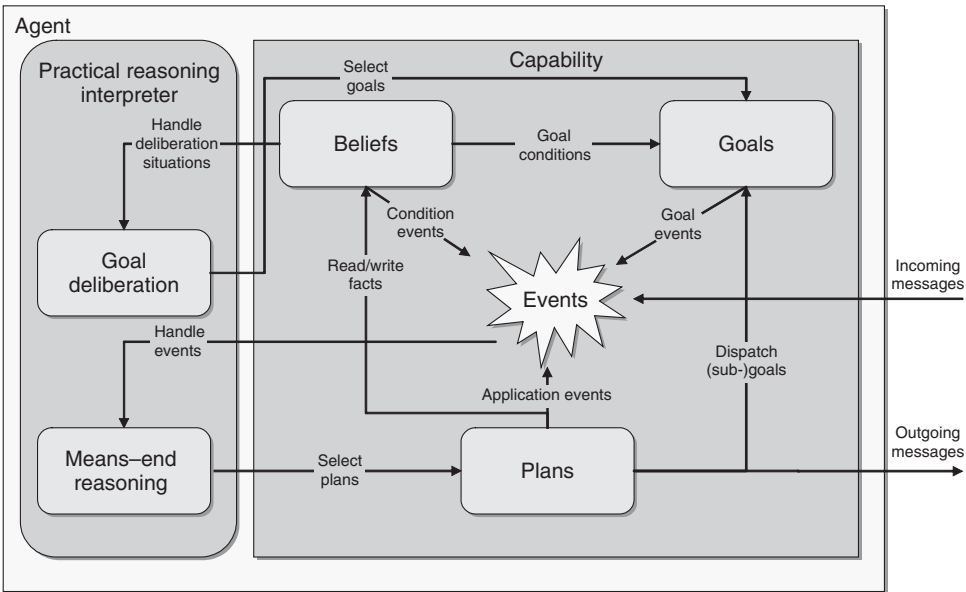 Agent
Practical reasoning
interpreter
Capability
Select
goals
Handle
deliberation
situations
Beliefs
Goal
conditions
Goals
Condition
events
Goal
events
Goal
deliberation
Read/write
facts
Events
Incoming
messages
Handle
events
Dispatch
(sub-)goals
Application events
Means–end
reasoning
Select
plans
Plans
Outgoing
messages